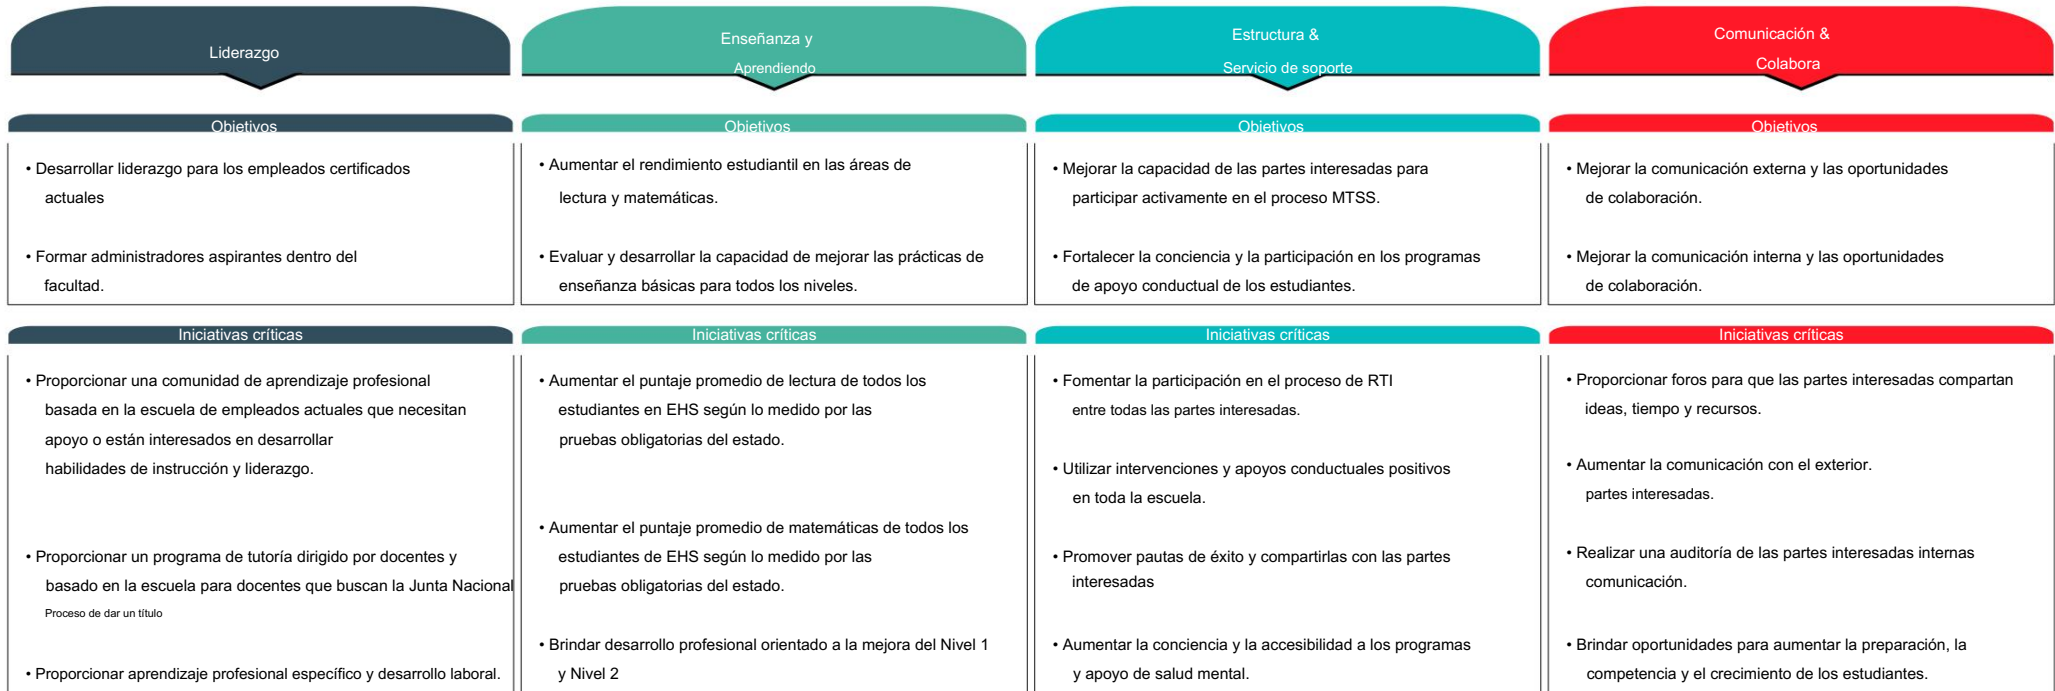 Liderazgo
Enseñanza y
Aprendiendo
Estructura &
Servicio de soporte
Comunicación &
Colabora
Objetivos
• Desarrollar liderazgo para los empleados certificados
actuales
• Formar administradores aspirantes dentro del
facultad.
Objetivos
• Aumentar el rendimiento estudiantil en las áreas de
lectura y matemáticas.
• Evaluar y desarrollar la capacidad de mejorar las prácticas de
enseñanza básicas para todos los niveles.
Objetivos
• Mejorar la capacidad de las partes interesadas para
participar activamente en el proceso MTSS.
• Fortalecer la conciencia y la participación en los programas
de apoyo conductual de los estudiantes.
Objetivos
• Mejorar la comunicación externa y las oportunidades
de colaboración.
• Mejorar la comunicación interna y las oportunidades
de colaboración.
Iniciativas críticas
• Proporcionar una comunidad de aprendizaje profesional
basada en la escuela de empleados actuales que necesitan
apoyo o están interesados en desarrollar
habilidades de instrucción y liderazgo.
• Proporcionar un programa de tutoría dirigido por docentes y
basado en la escuela para docentes que buscan la Junta Nacional
Proceso de dar un título
• Proporcionar aprendizaje profesional específico y desarrollo laboral.
Iniciativas críticas
• Aumentar el puntaje promedio de lectura de todos los
estudiantes en EHS según lo medido por las
pruebas obligatorias del estado.
• Aumentar el puntaje promedio de matemáticas de todos los
estudiantes de EHS según lo medido por las
pruebas obligatorias del estado.
• Brindar desarrollo profesional orientado a la mejora del Nivel 1
y Nivel 2
Iniciativas críticas
• Fomentar la participación en el proceso de RTI
entre todas las partes interesadas.
• Utilizar intervenciones y apoyos conductuales positivos
en toda la escuela.
• Promover pautas de éxito y compartirlas con las partes
interesadas
• Aumentar la conciencia y la accesibilidad a los programas
y apoyo de salud mental.
Iniciativas críticas
• Proporcionar foros para que las partes interesadas compartan
ideas, tiempo y recursos.
• Aumentar la comunicación con el exterior.
partes interesadas.
• Realizar una auditoría de las partes interesadas internas
comunicación.
• Brindar oportunidades para aumentar la preparación, la
competencia y el crecimiento de los estudiantes.